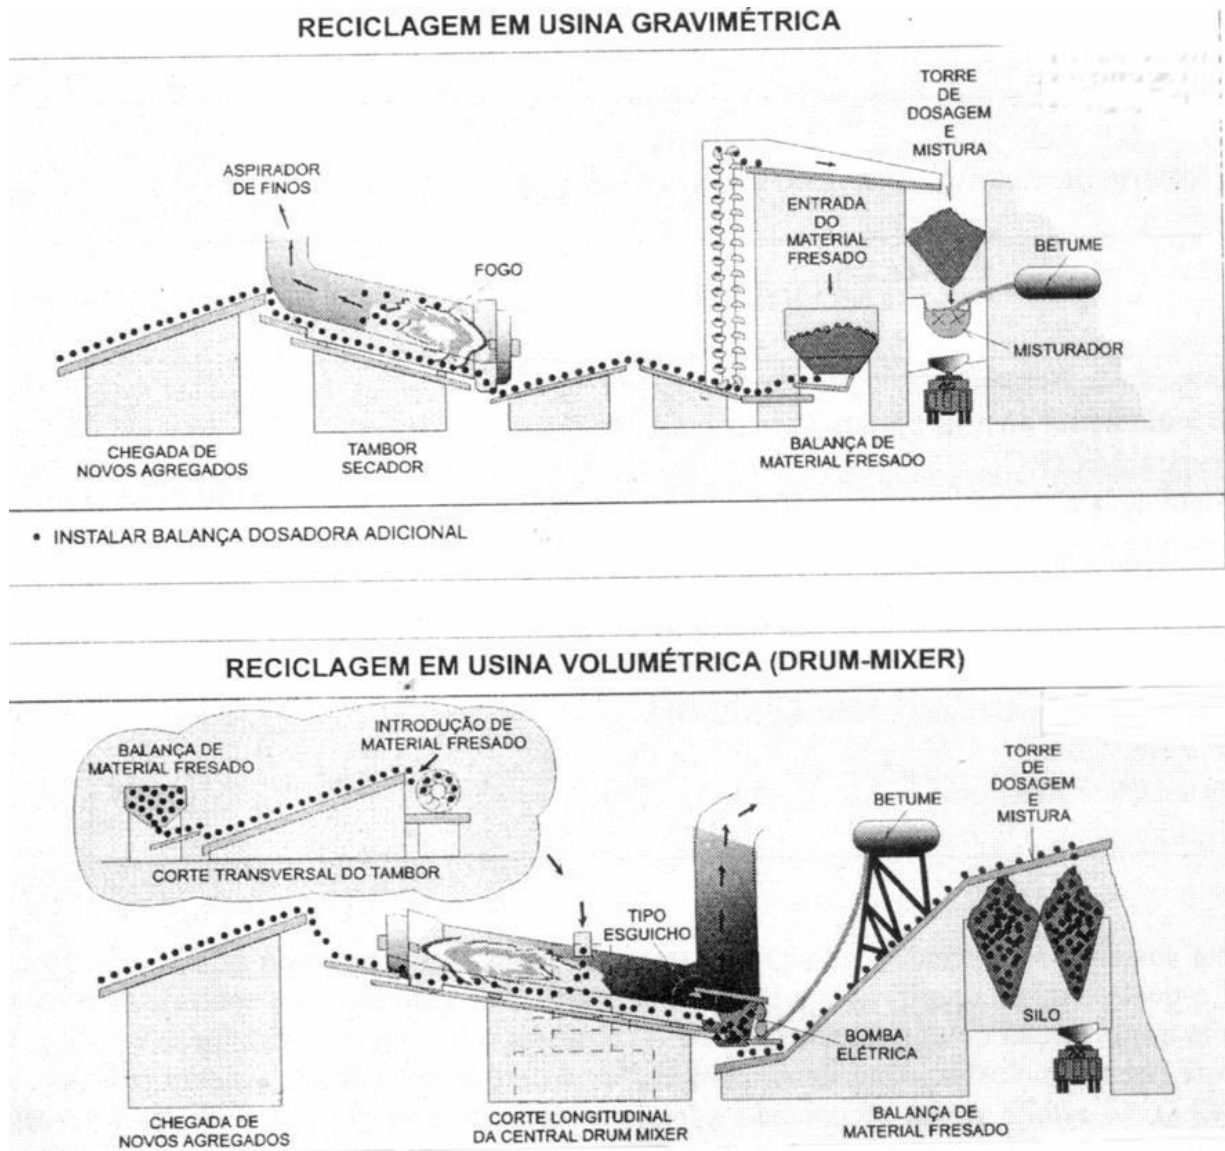 RECICLAGEM EM USINA GRAVIMÉTRICA
TORRE
DE
DOSAGEM
E
MISTURA
ASPIRADOR
DE FINOS
ENTRADA
DO
MATERIAL
FRESADO
BETUME
FOGO
MISTURADOR
CHEGADA DE
NOVOS AGREGADOS
TAMBOR
SECADOR
BALANÇA DE
MATERIAL FRESADO
• INSTALAR BALANÇA DOSADORA ADICIONAL
RECICLAGEM EM USINA VOLUMÉTRICA (DRUM-MIXER)
BALANÇA DE
MATERIAL FRESADO
INTRODUÇÃO DE
MATERIAL FRESADO
CORTE TRANSVERSAL DO TAMBOR
TORRE
DE
DOSAGEM
E
MISTURA
BETUME
TIPO
ESGUICHO
SILO
BOMBA
ELÉTRICA
CHEGADA DE
NOVOS AGREGADOS
CORTE LONGITUDINAL
DA CENTRAL DRUM MIXER
BALANÇA DE
MATERIAL FRESADO